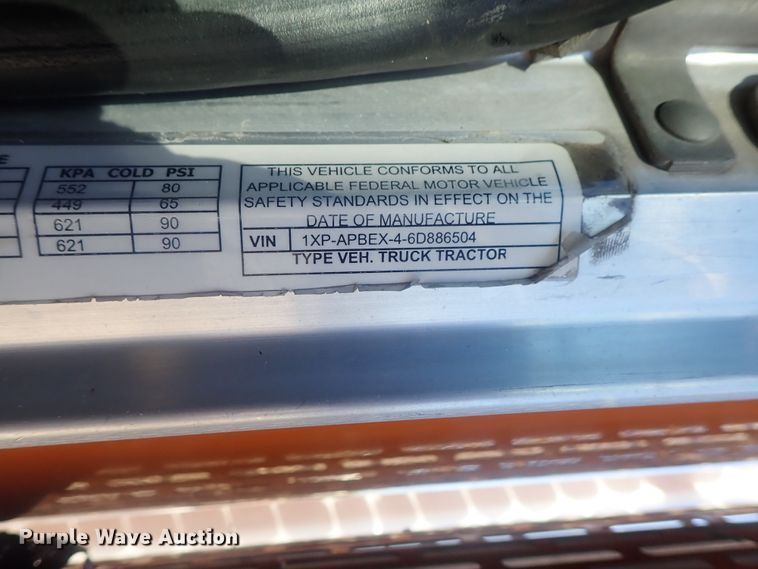 E
KPA COLD PSI
552 80
449 65
621 90
621 90
THIS VEHICLE CONFORMS TO ALL
APPLICABLE FEDERAL MOTOR VEHICLE
SAFETY STANDARDS IN EFFECT ON THE
DATE OF MANUFACTURE
VIN 1XP-APBEX-4-6D886504
TYPE VEH. TRUCK TRACTOR
Purple Wave Auction